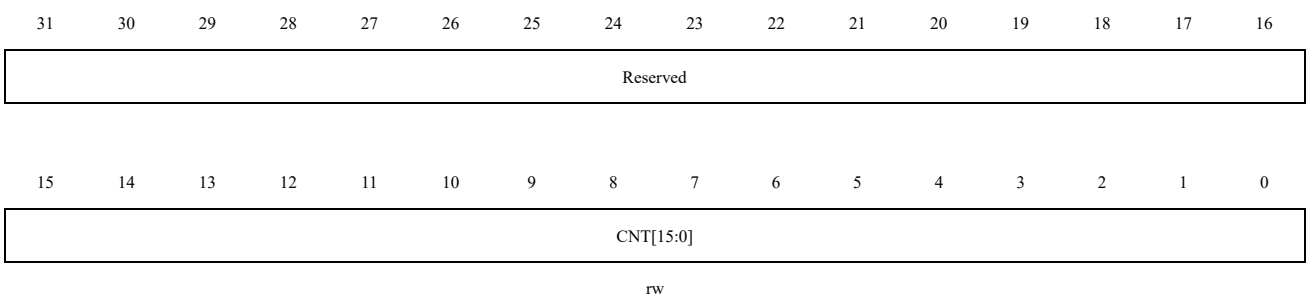 31 30 29 28 27 26 25 24 23 22 21 20 19 18 17 16
Reserved
15 14 13 12 11 10 9 8 7 6 5 4 3 2 1 0
CNT[15:0]
rw